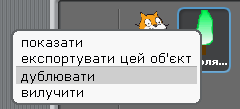 показати
експортувати цей об'єкт
дублювати
вилучити